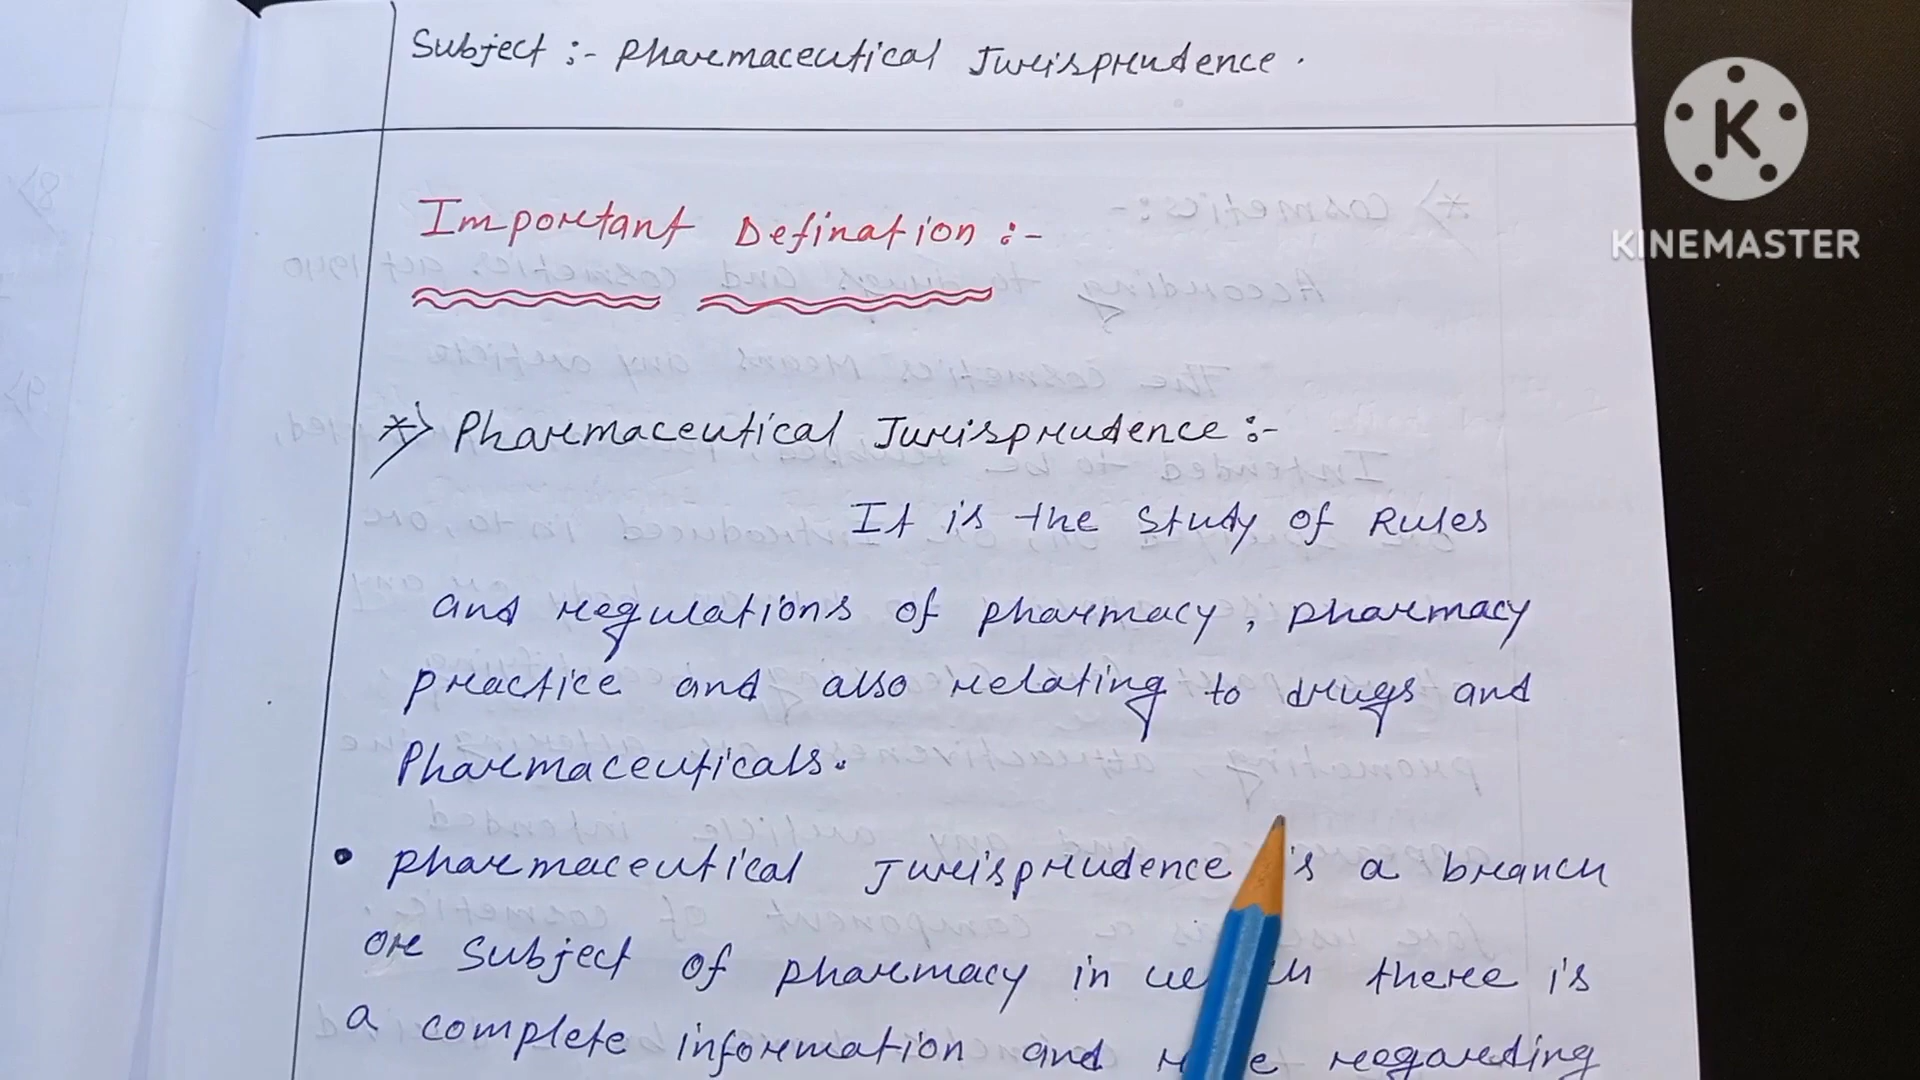 Subject :- Pharmaceutical Jurisprudence.
K
KINEMASTER
Important Defination :-
*> Pharmaceutical Jurisprudence :-
It is the study of Rules
and regulations of pharmacy, pharmacy
practice and also relating to drugs and
Pharmaceuticals.
• pharmaceutical Jurisprudence is a branch
or subject of pharmacy in there is
a complete information and regarding